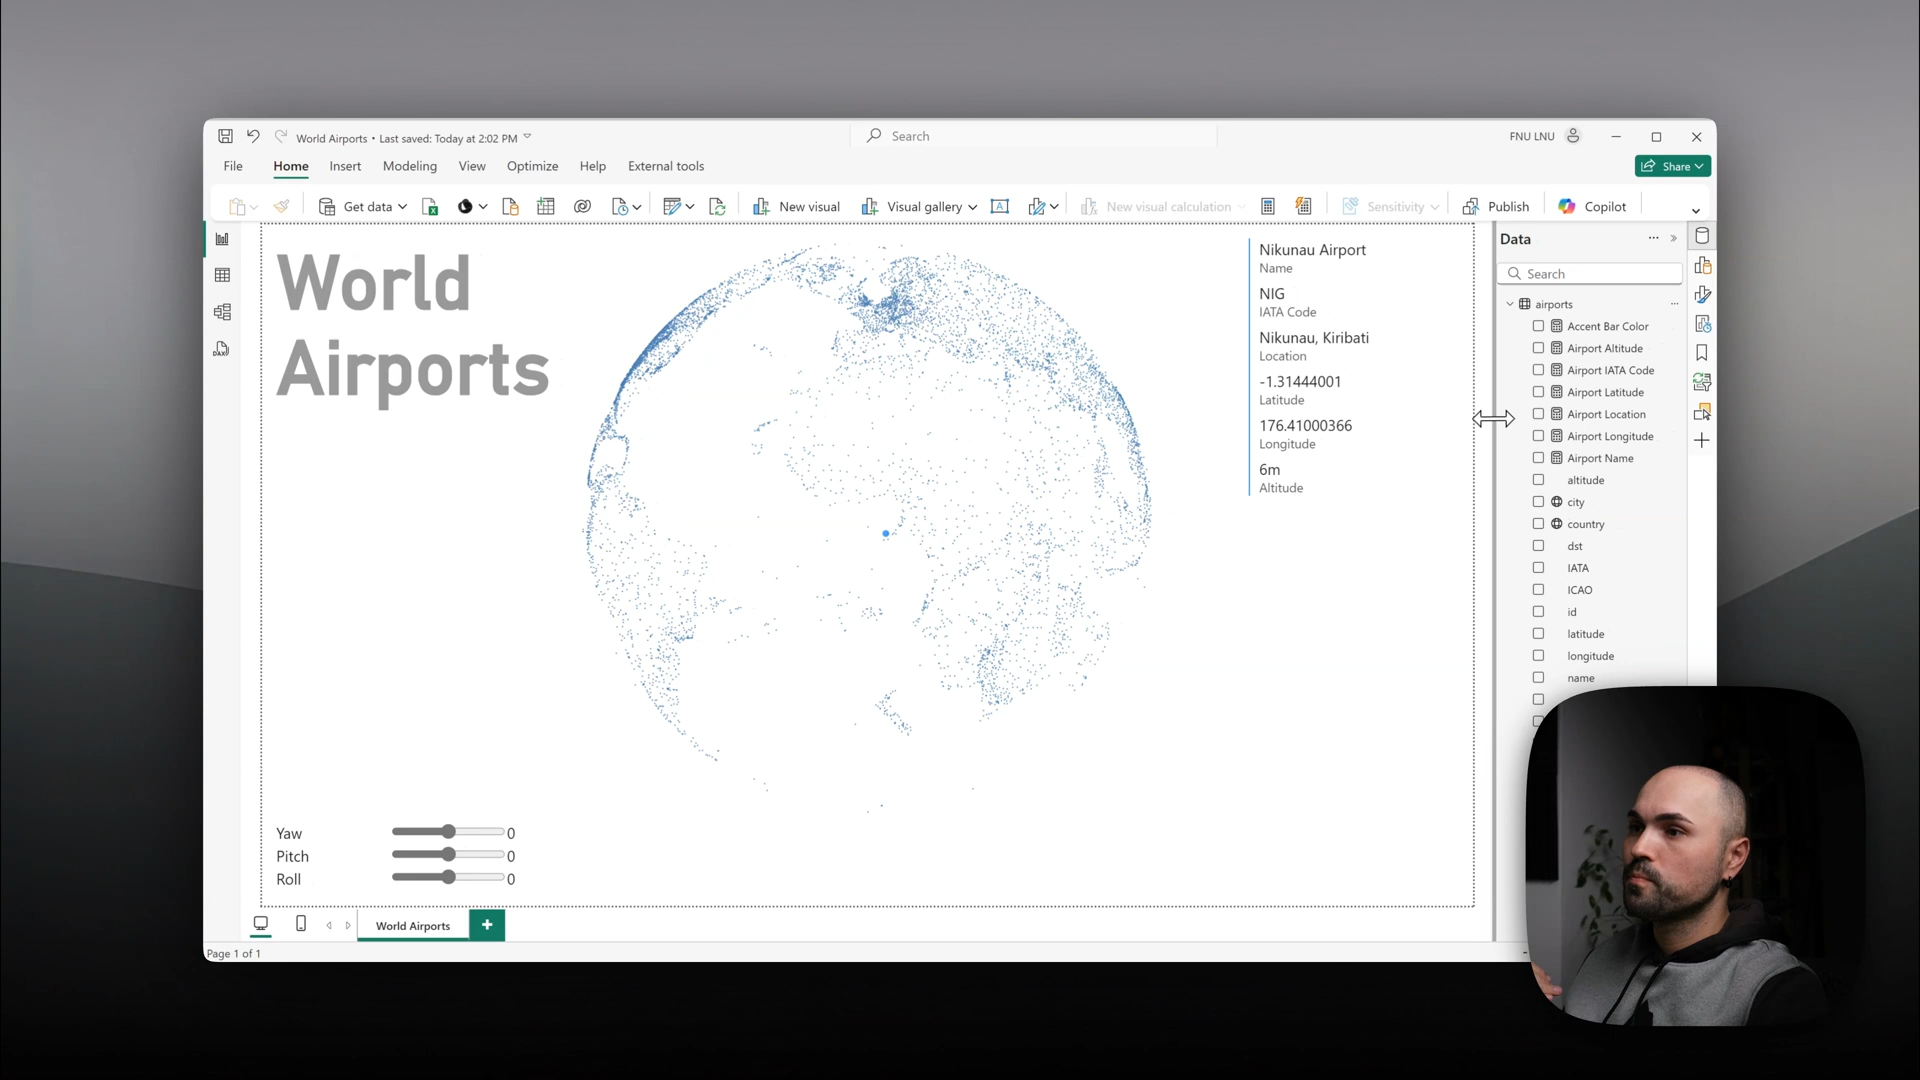 World Airports • Last saved: Today at 2:02 PM
Search
FNU LNU
File Home Insert Modeling View Optimize Help External tools
Share
Get data
New visual
Visual gallery
New visual calculation
Sensitivity
Publish
Copilot
World
Airports
Nikunau Airport
Name
NIG
IATA Code
Nikunau, Kiribati
Location
-1.31444001
Latitude
176.41000366
Longitude
6m
Altitude
Data
Search
airports
Accent Bar Color
Airport Altitude
Airport IATA Code
Airport Latitude
Airport Location
Airport Longitude
Airport Name
altitude
city
country
dst
IATA
ICAO
id
latitude
longitude
name
Yaw 0
Pitch 0
Roll 0
World Airports
Page 1 of 1